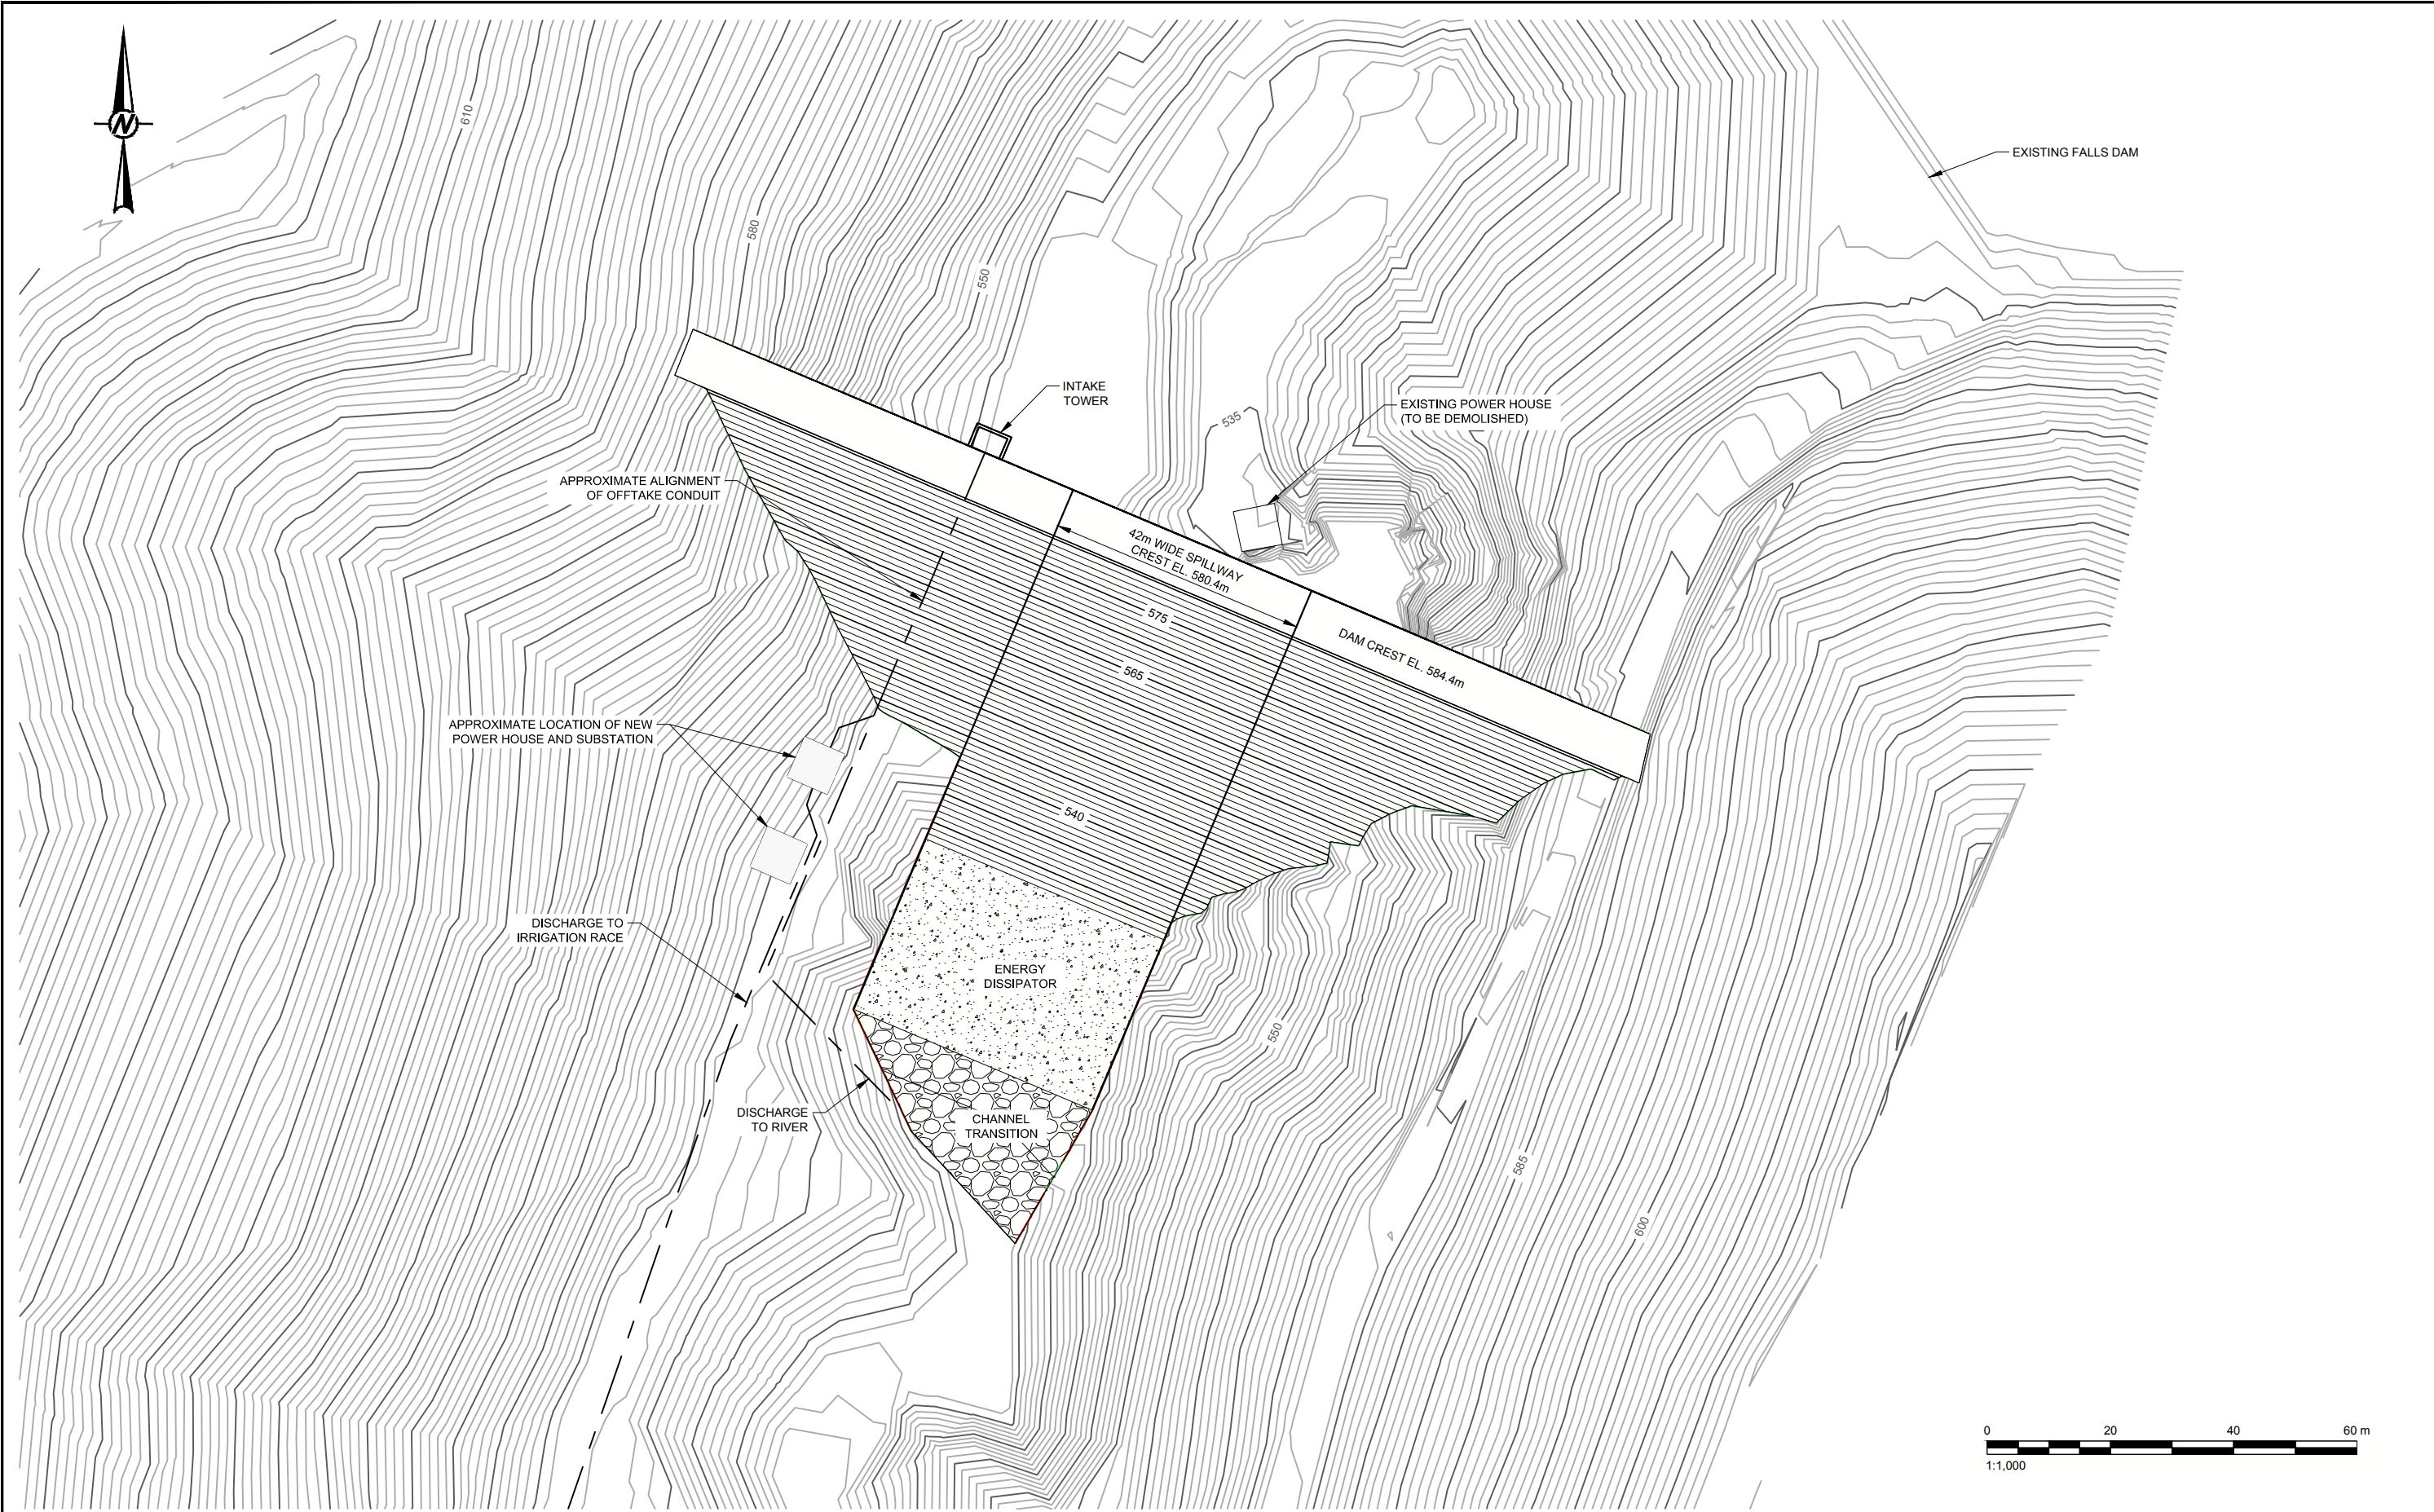 N
610
580
550
EXISTING FALLS DAM
INTAKE
TOWER
535
EXISTING POWER HOUSE
(TO BE DEMOLISHED)
APPROXIMATE ALIGNMENT
OF OFFTAKE CONDUIT
42m WIDE SPILLWAY
CREST EL. 580.4m
575
DAM CREST EL. 584.4m
565
APPROXIMATE LOCATION OF NEW
POWER HOUSE AND SUBSTATION
540
DISCHARGE TO
IRRIGATION RACE
ENERGY
DISSIPATOR
550
DISCHARGE
TO RIVER
CHANNEL
TRANSITION
585
600
0 20 40 60 m
1:1,000